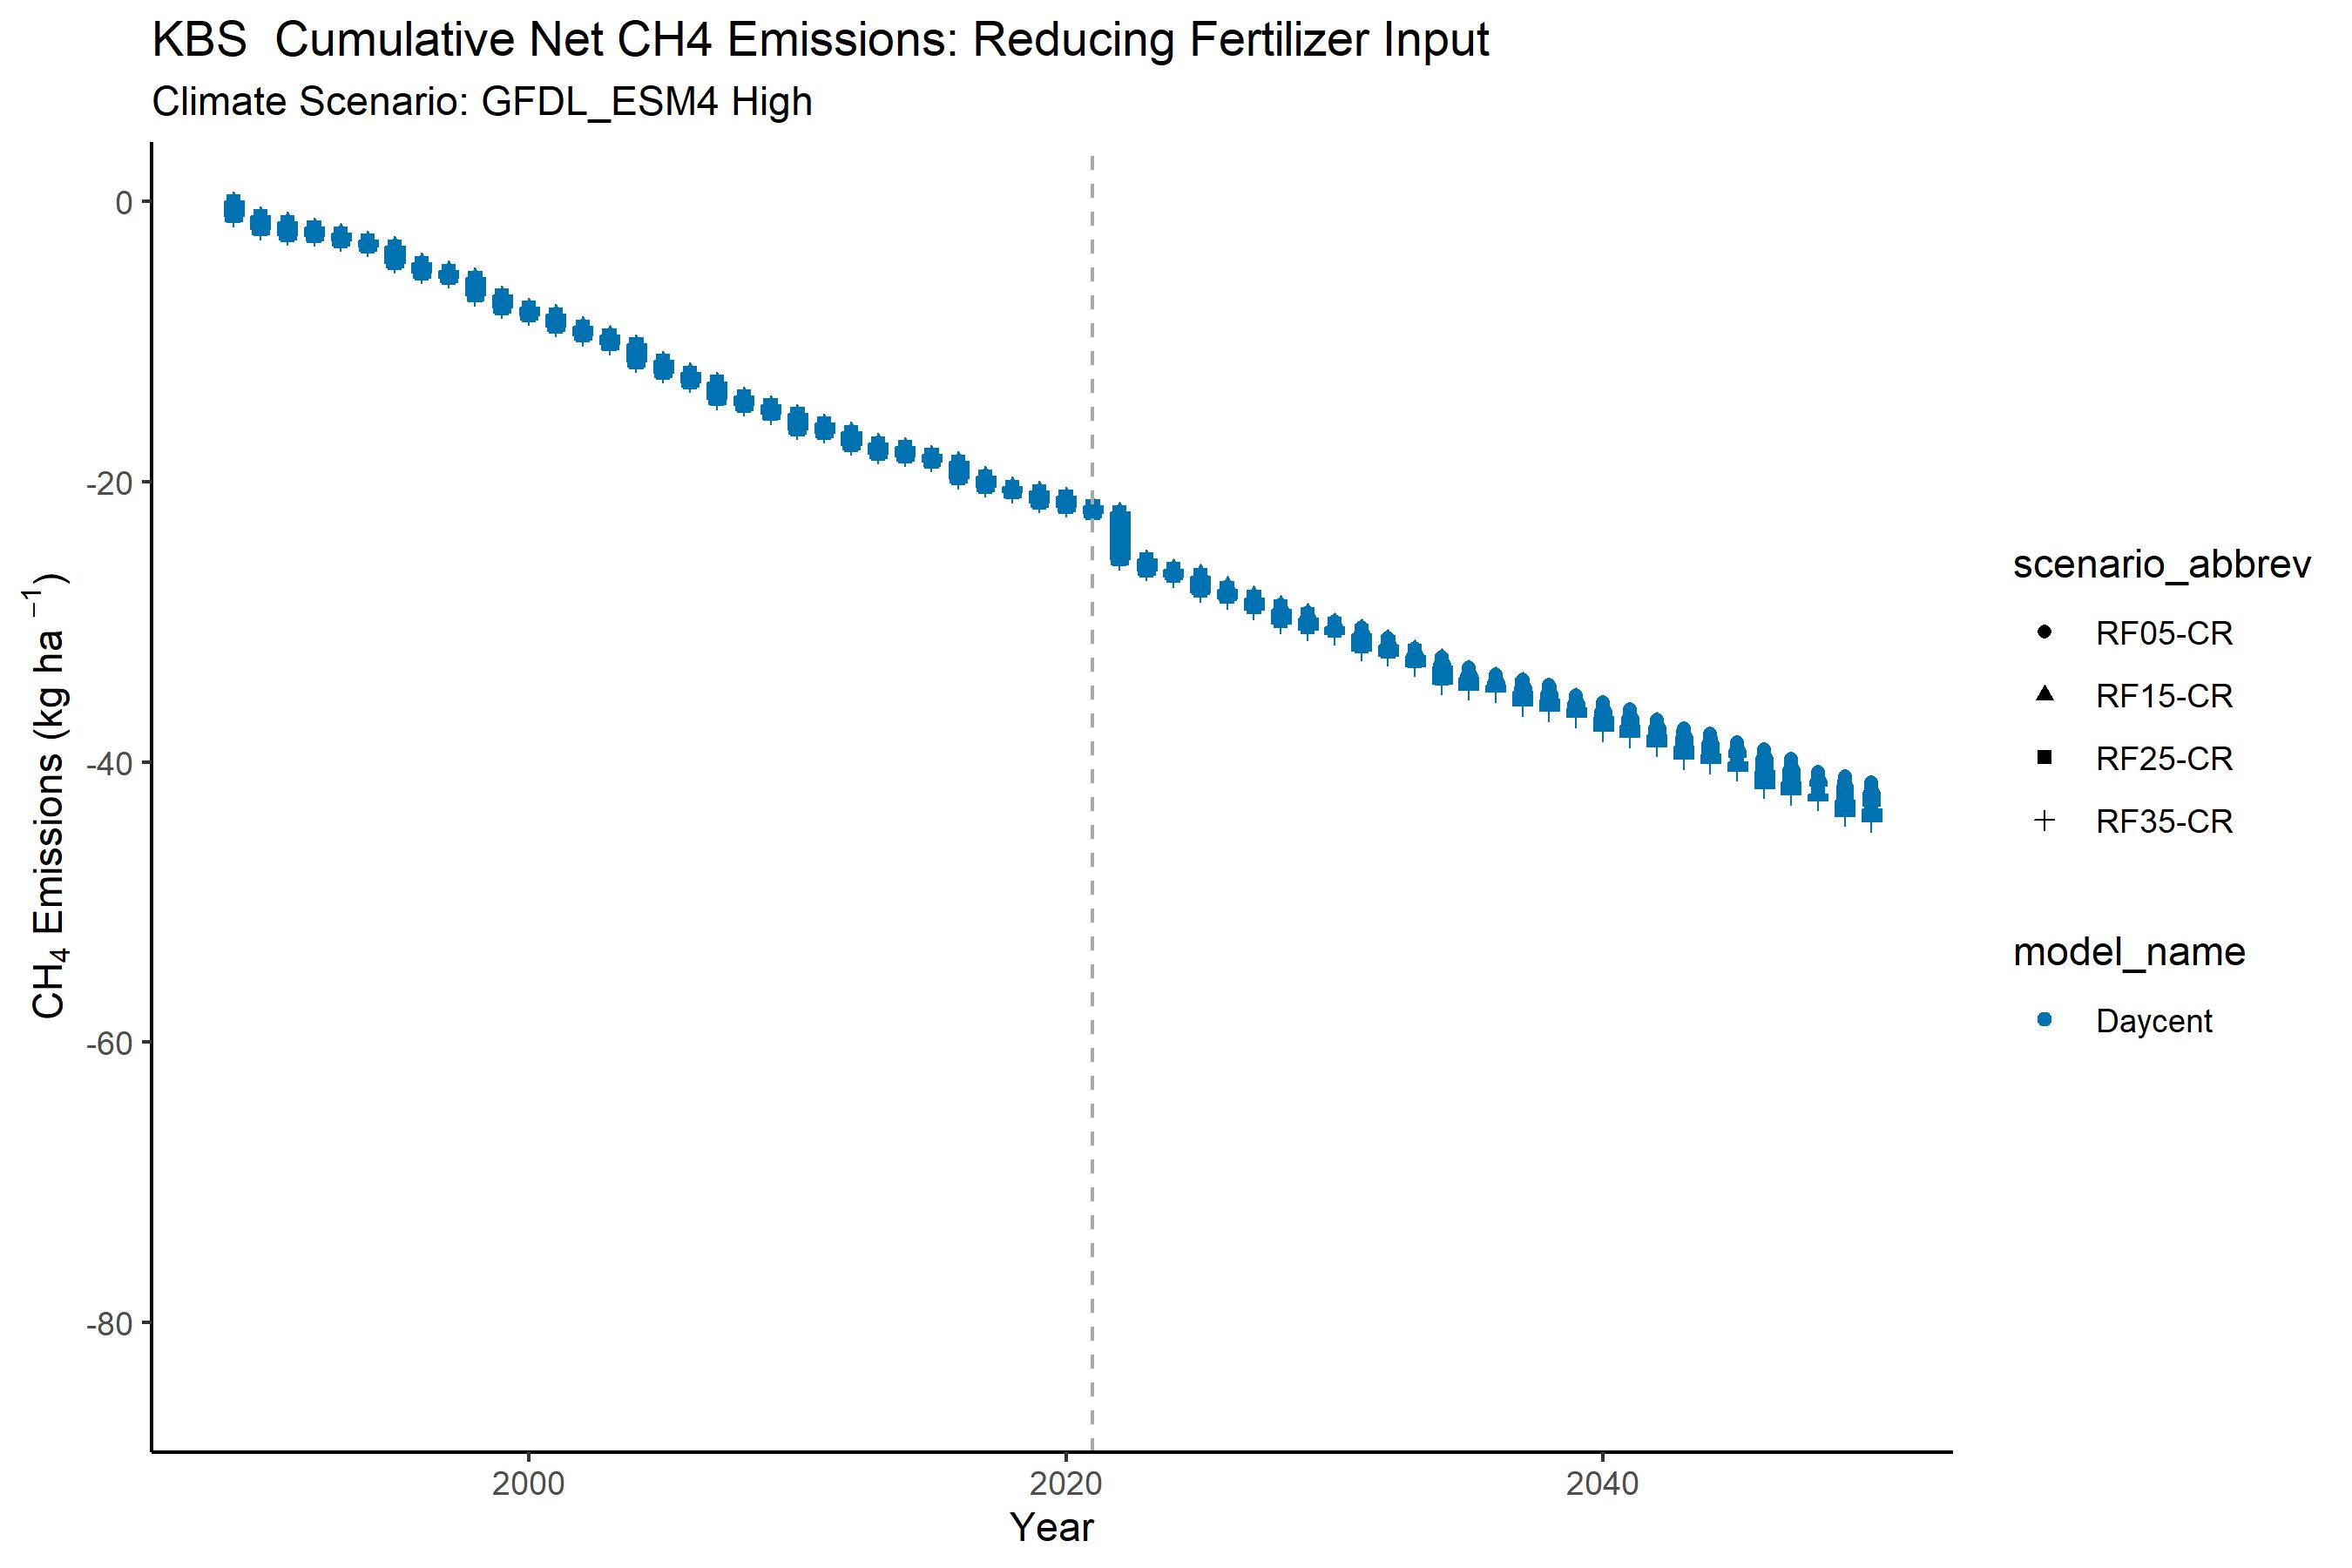 KBS  Cumulative Net CH4 Emissions: Reducing Fertilizer Input
Climate Scenario: GFDL_ESM4 High
CH₄ Emissions (kg ha ⁻¹)
0
-20
-40
-60
-80
2000
2020
2040
Year
scenario_abbrev
RF05-CR
RF15-CR
RF25-CR
RF35-CR
model_name
Daycent